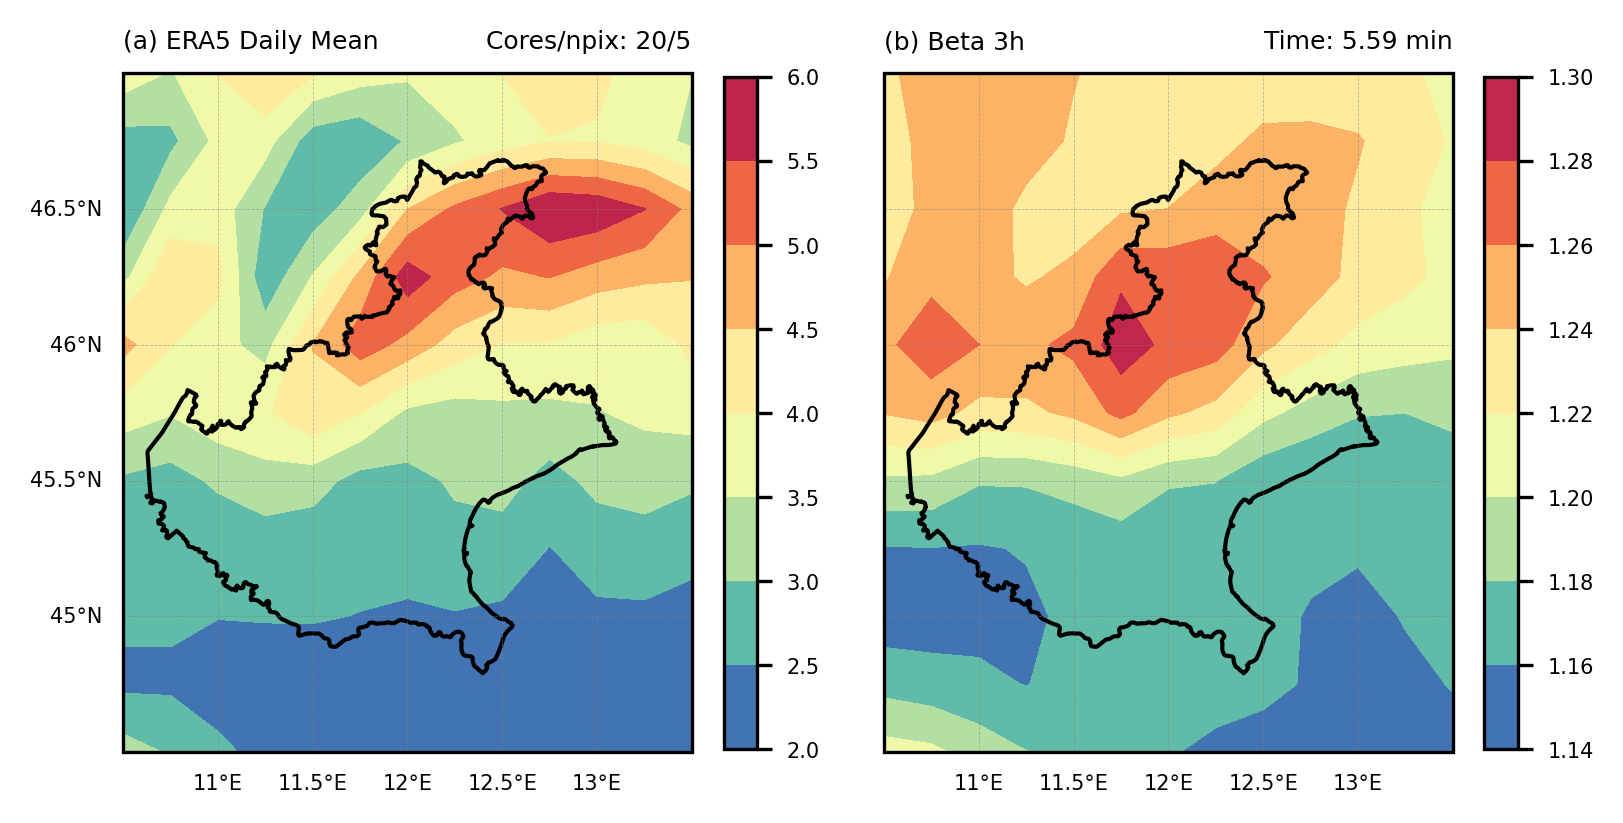 (a) ERA5 Daily Mean Cores/npix: 20/5
(b) Beta 3h Time: 5.59 min
46.5°N
46°N
45.5°N
45°N
11°E 11.5°E 12°E 12.5°E 13°E
6.0
5.5
5.0
4.5
4.0
3.5
3.0
2.5
2.0
11°E 11.5°E 12°E 12.5°E 13°E
1.30
1.28
1.26
1.24
1.22
1.20
1.18
1.16
1.14